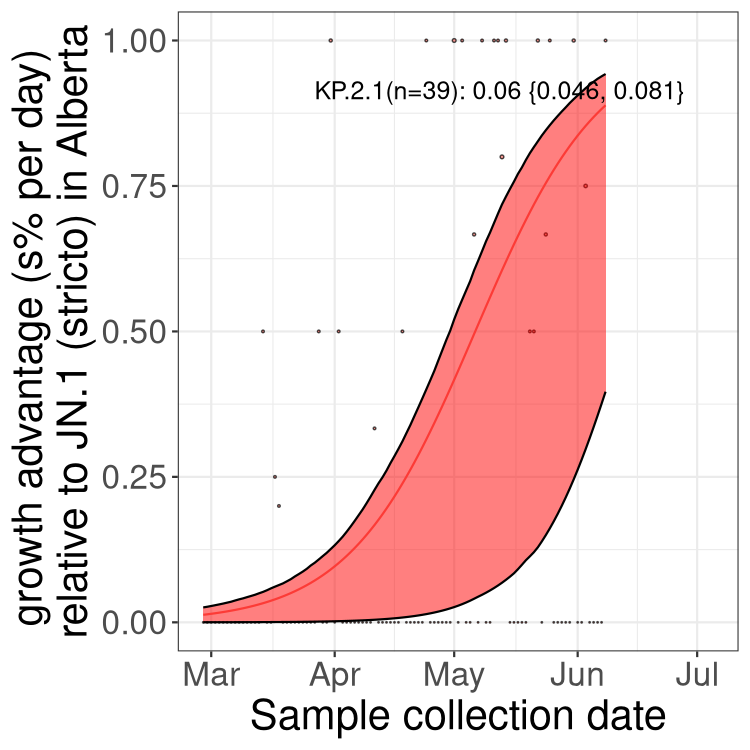 growth advantage (s% per day)
relative to JN.1 (stricto) in Alberta
1.00
0.75
0.50
0.25
0.00
KP.2.1(n=39): 0.06 {0.046, 0.081}
Mar Apr May Jun Jul
Sample collection date